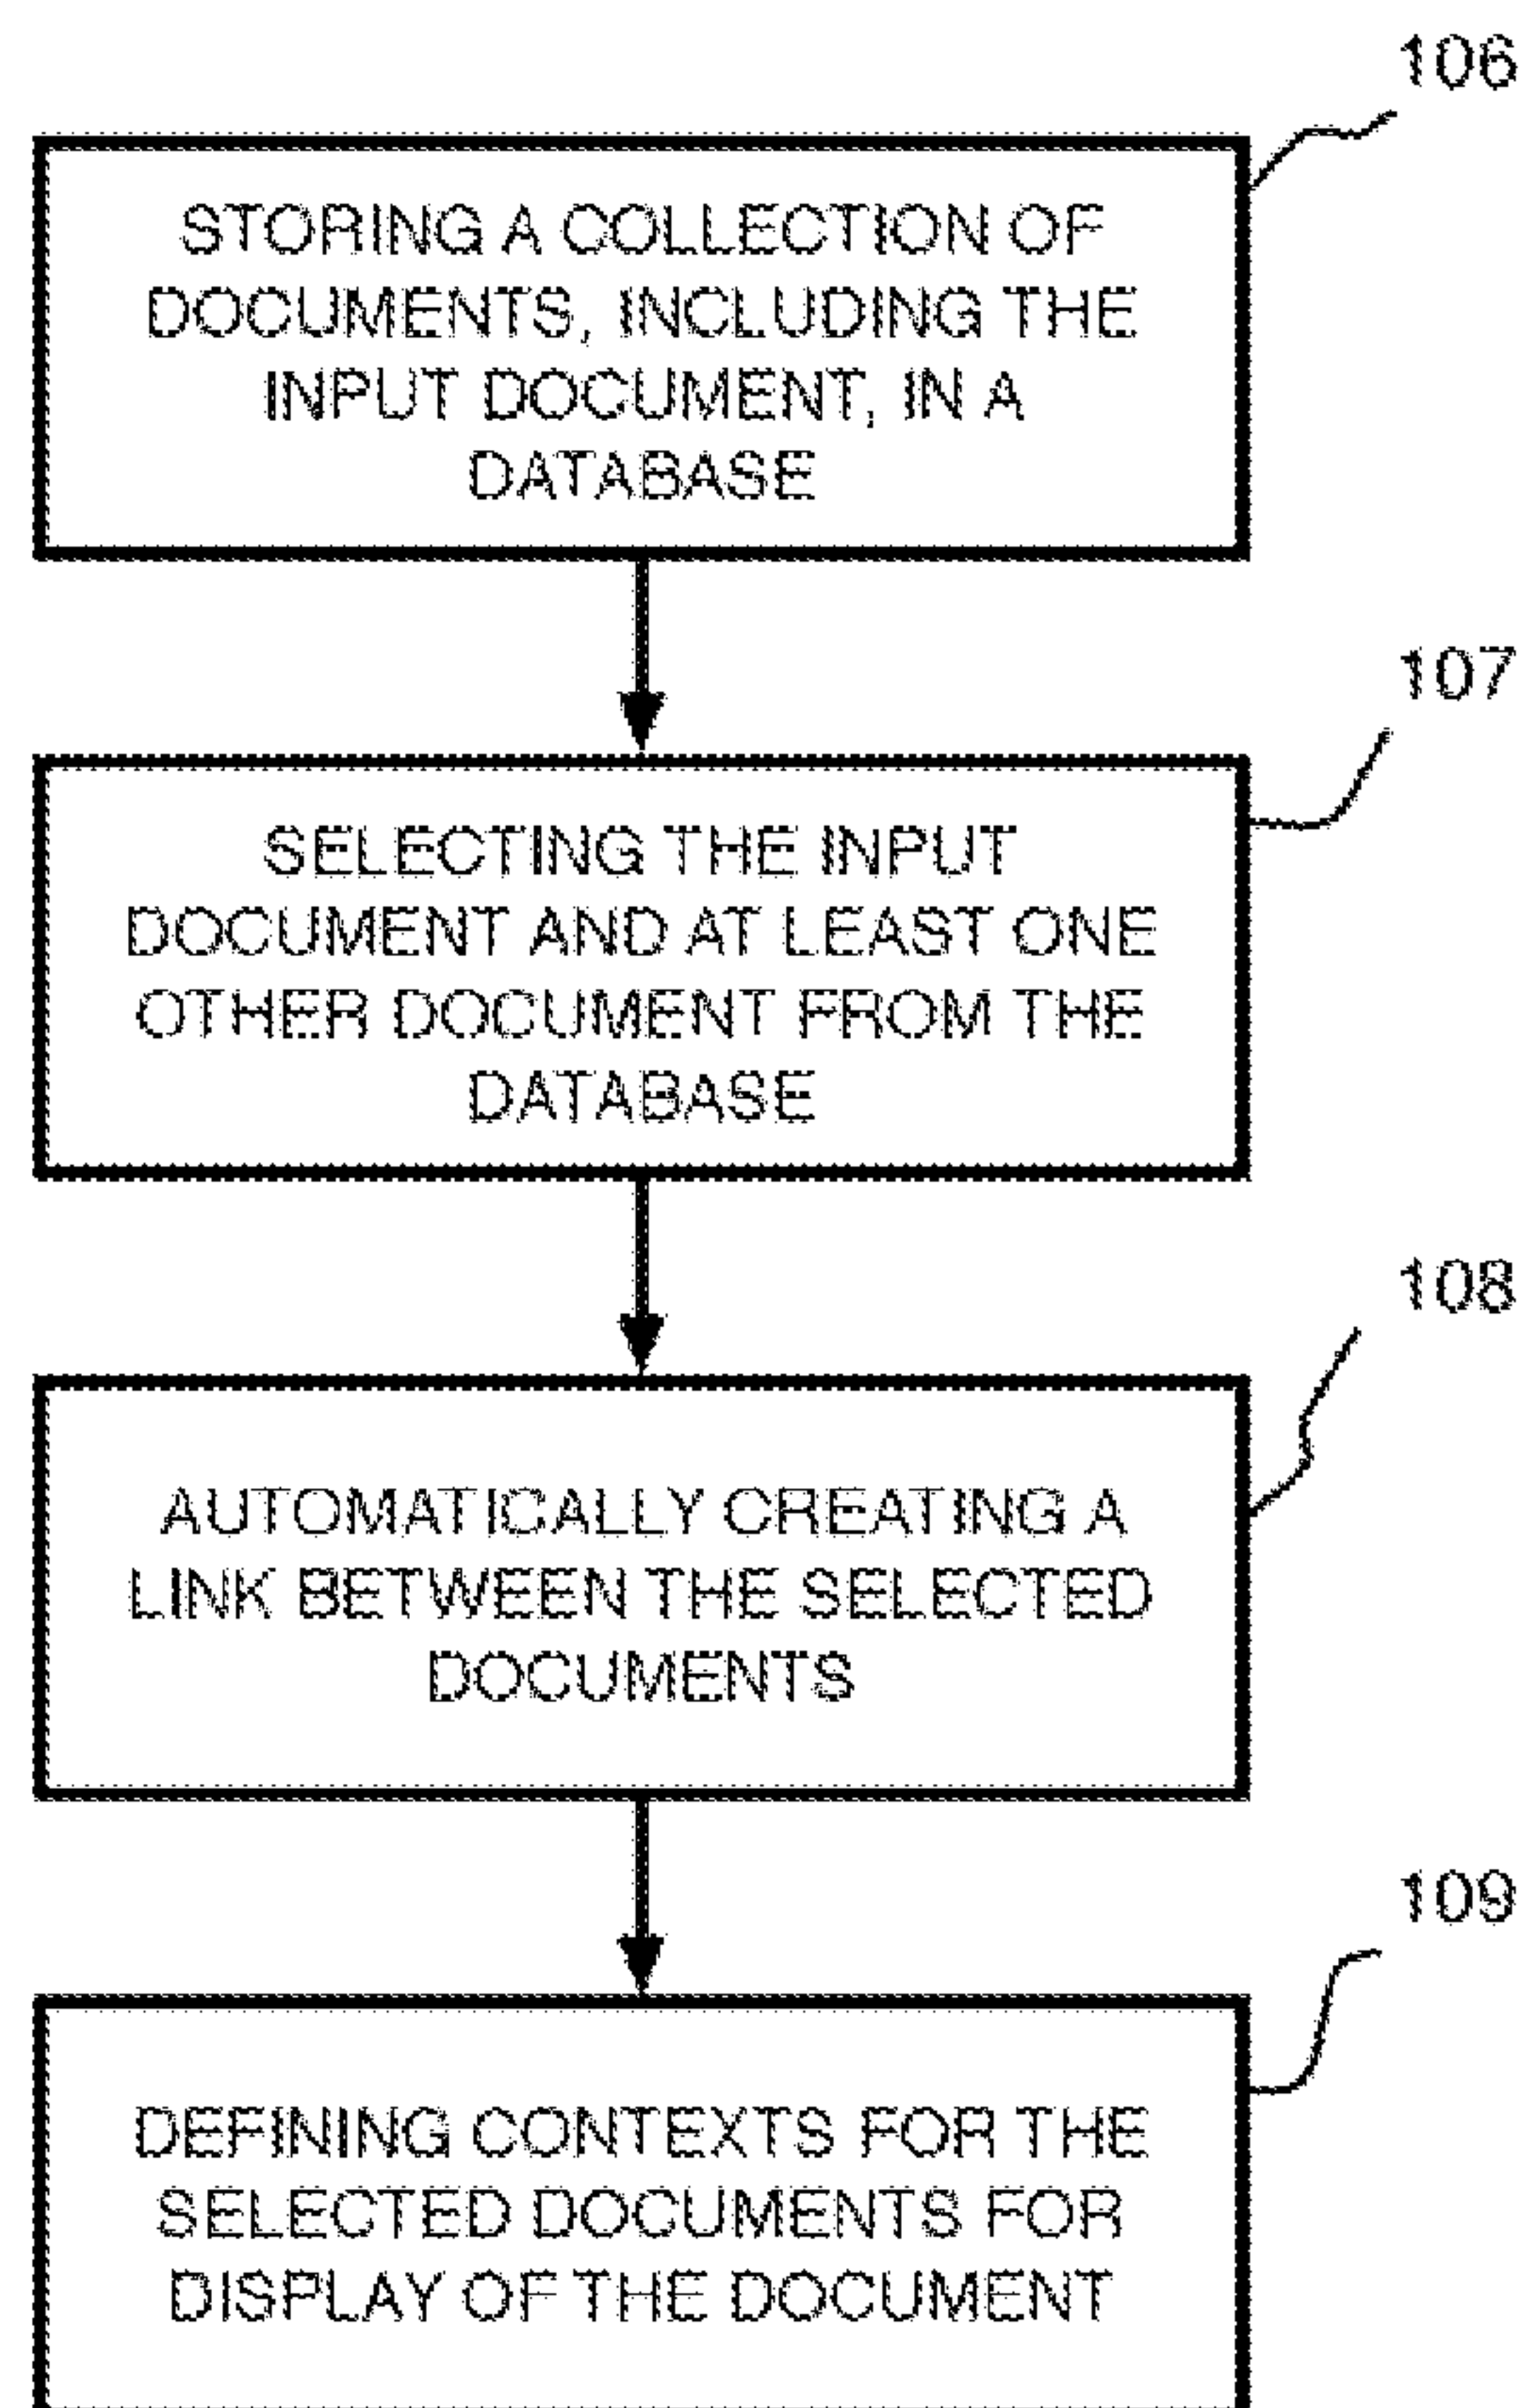 106
STORING A COLLECTION OF
DOCUMENTS, INCLUDING THE
INPUT DOCUMENT, IN A
DATABASE
107
SELECTING THE INPUT
DOCUMENT AND AT LEAST ONE
OTHER DOCUMENT FROM THE
DATABASE
108
AUTOMATICALLY CREATING A
LINK BETWEEN THE SELECTED
DOCUMENTS
109
DEFINING CONTEXTS FOR THE
SELECTED DOCUMENTS FOR
DISPLAY OF THE DOCUMENT